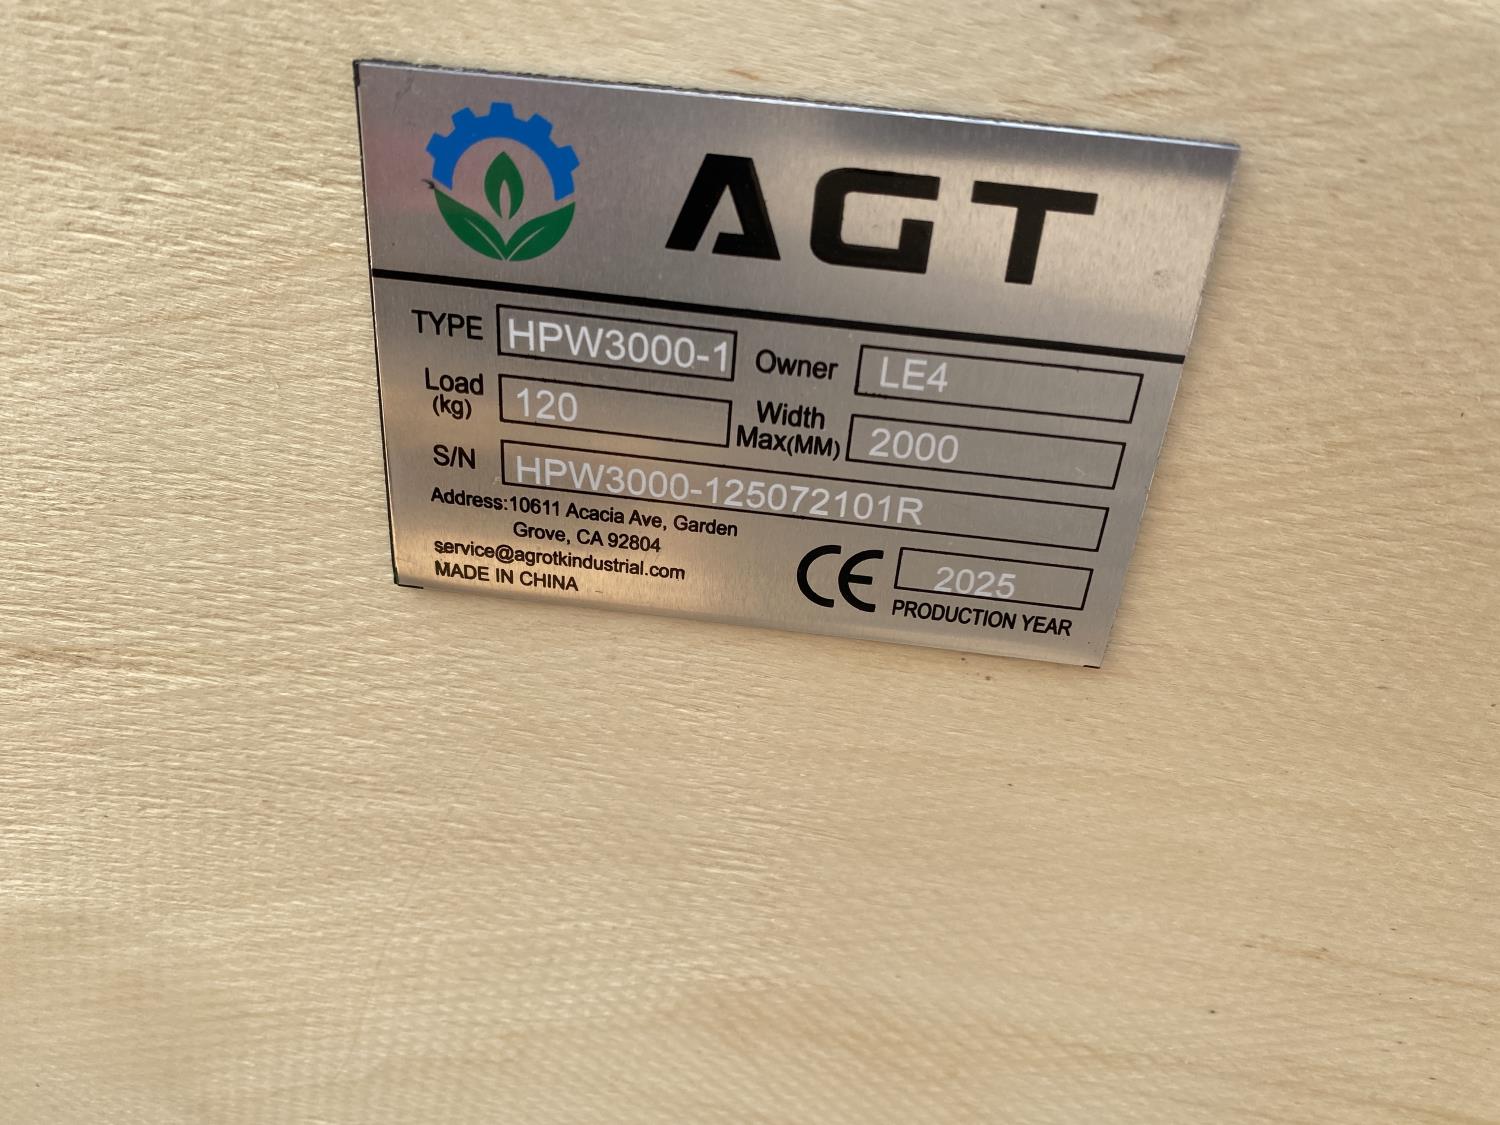 AGT
TYPE HPW3000-1 Owner LE4
Load (kg) 120 Width Max(MM) 2000
S/N HPW3000-125072101R
Address:10611 Acacia Ave, Garden
Grove, CA 92804
service@agrotkindustrial.com
MADE IN CHINA
CE 2025
PRODUCTION YEAR